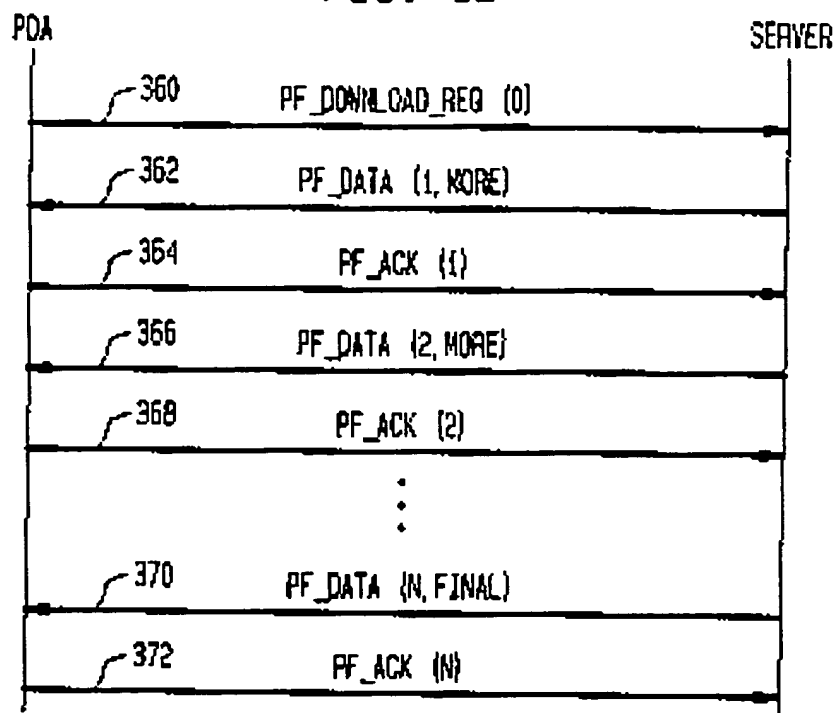 PDA
SERVER
360
PF_DOWNLOAD_REQ (0)
362
PF_DATA (1, MORE)
364
PF_ACK (1)
366
PF_DATA (2, MORE)
368
PF_ACK (2)
370
PF_DATA (N, FINAL)
372
PF_ACK (N)